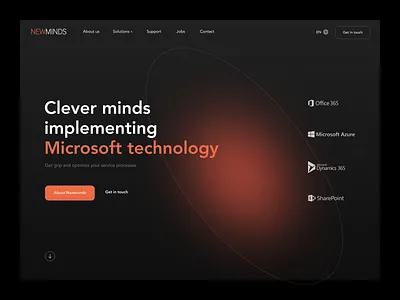 NEWMINDS
About us
Solutions
Support
Jobs
Contact
EN
Get in touch
Clever minds
implementing
Microsoft technology
Get grip and optimize your service processes
About Newminds
Get in touch
Office 365
Microsoft Azure
Dynamics 365
SharePoint